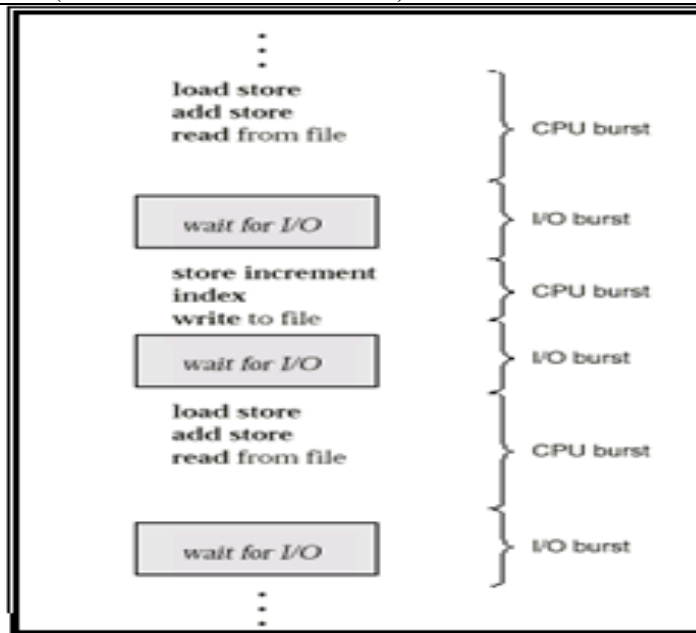 load store
add store
read from file
CPU burst
wait for I/O
I/O burst
store increment
index
write to file
CPU burst
wait for I/O
I/O burst
load store
add store
read from file
CPU burst
wait for I/O
I/O burst